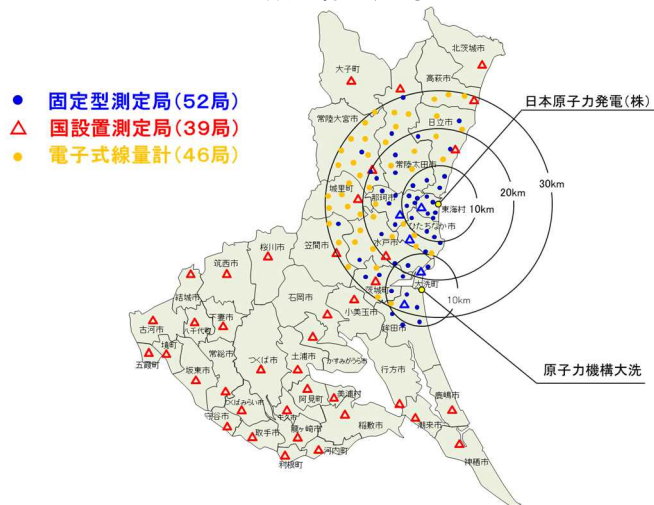 北茨城市
大子町
高萩市
固定型測定局(52局)
日本原子力発電(株)
国設置測定局(39局)
常陸大宮市
日立市
電子式線量計(46局)
常陸太田市
城里町
30km
20km
那珂市
東海村
10km
ひたちなか市
水戸市
桜川市
笠間市
筑西市
大洗町
茨城町
結城市
石岡市
10km
小美玉市
下妻市
古河市
八千代町
鉾田市
境町
常総市
土浦市
かすみがうら市
原子力機構大洗
五霞町
つくば市
坂東市
行方市
阿見町
美浦村
鹿嶋市
つくばみらい市
牛久市
守谷市
稲敷市
潮来市
取手市
龍ヶ崎市
河内町
利根町
神栖市